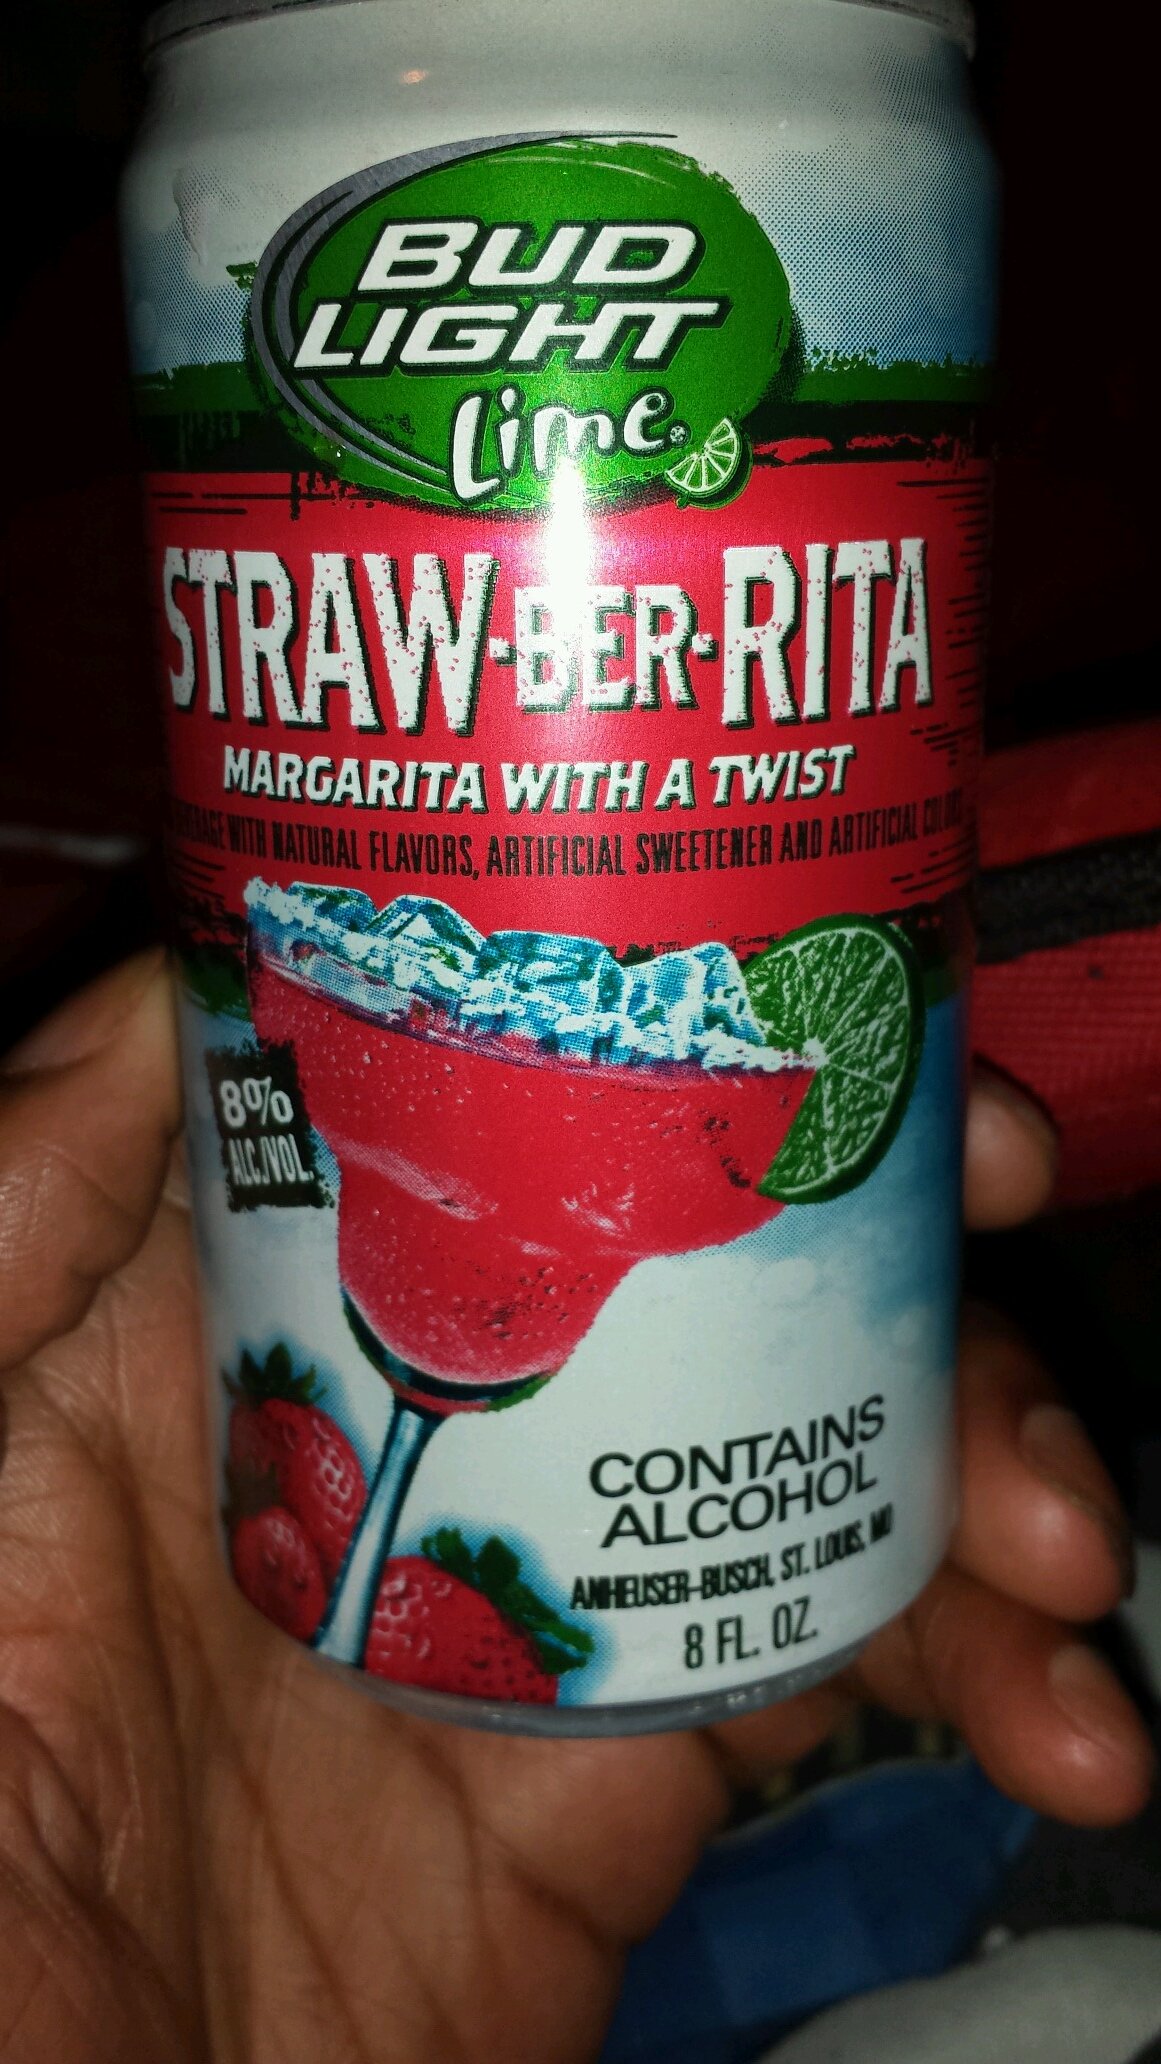 BUD
LIGHT
Lime
STRAW-BER-RITA
MARGARITA WITH A TWIST
WITH NATURAL FLAVORS, ARTIFICIAL SWEETENER AND ARTIFICIAL
8%
ALC./VOL.
CONTAINS
ALCOHOL
ANHEUSER-BUSCH, ST. LOUIS, MO
8 FL. OZ.